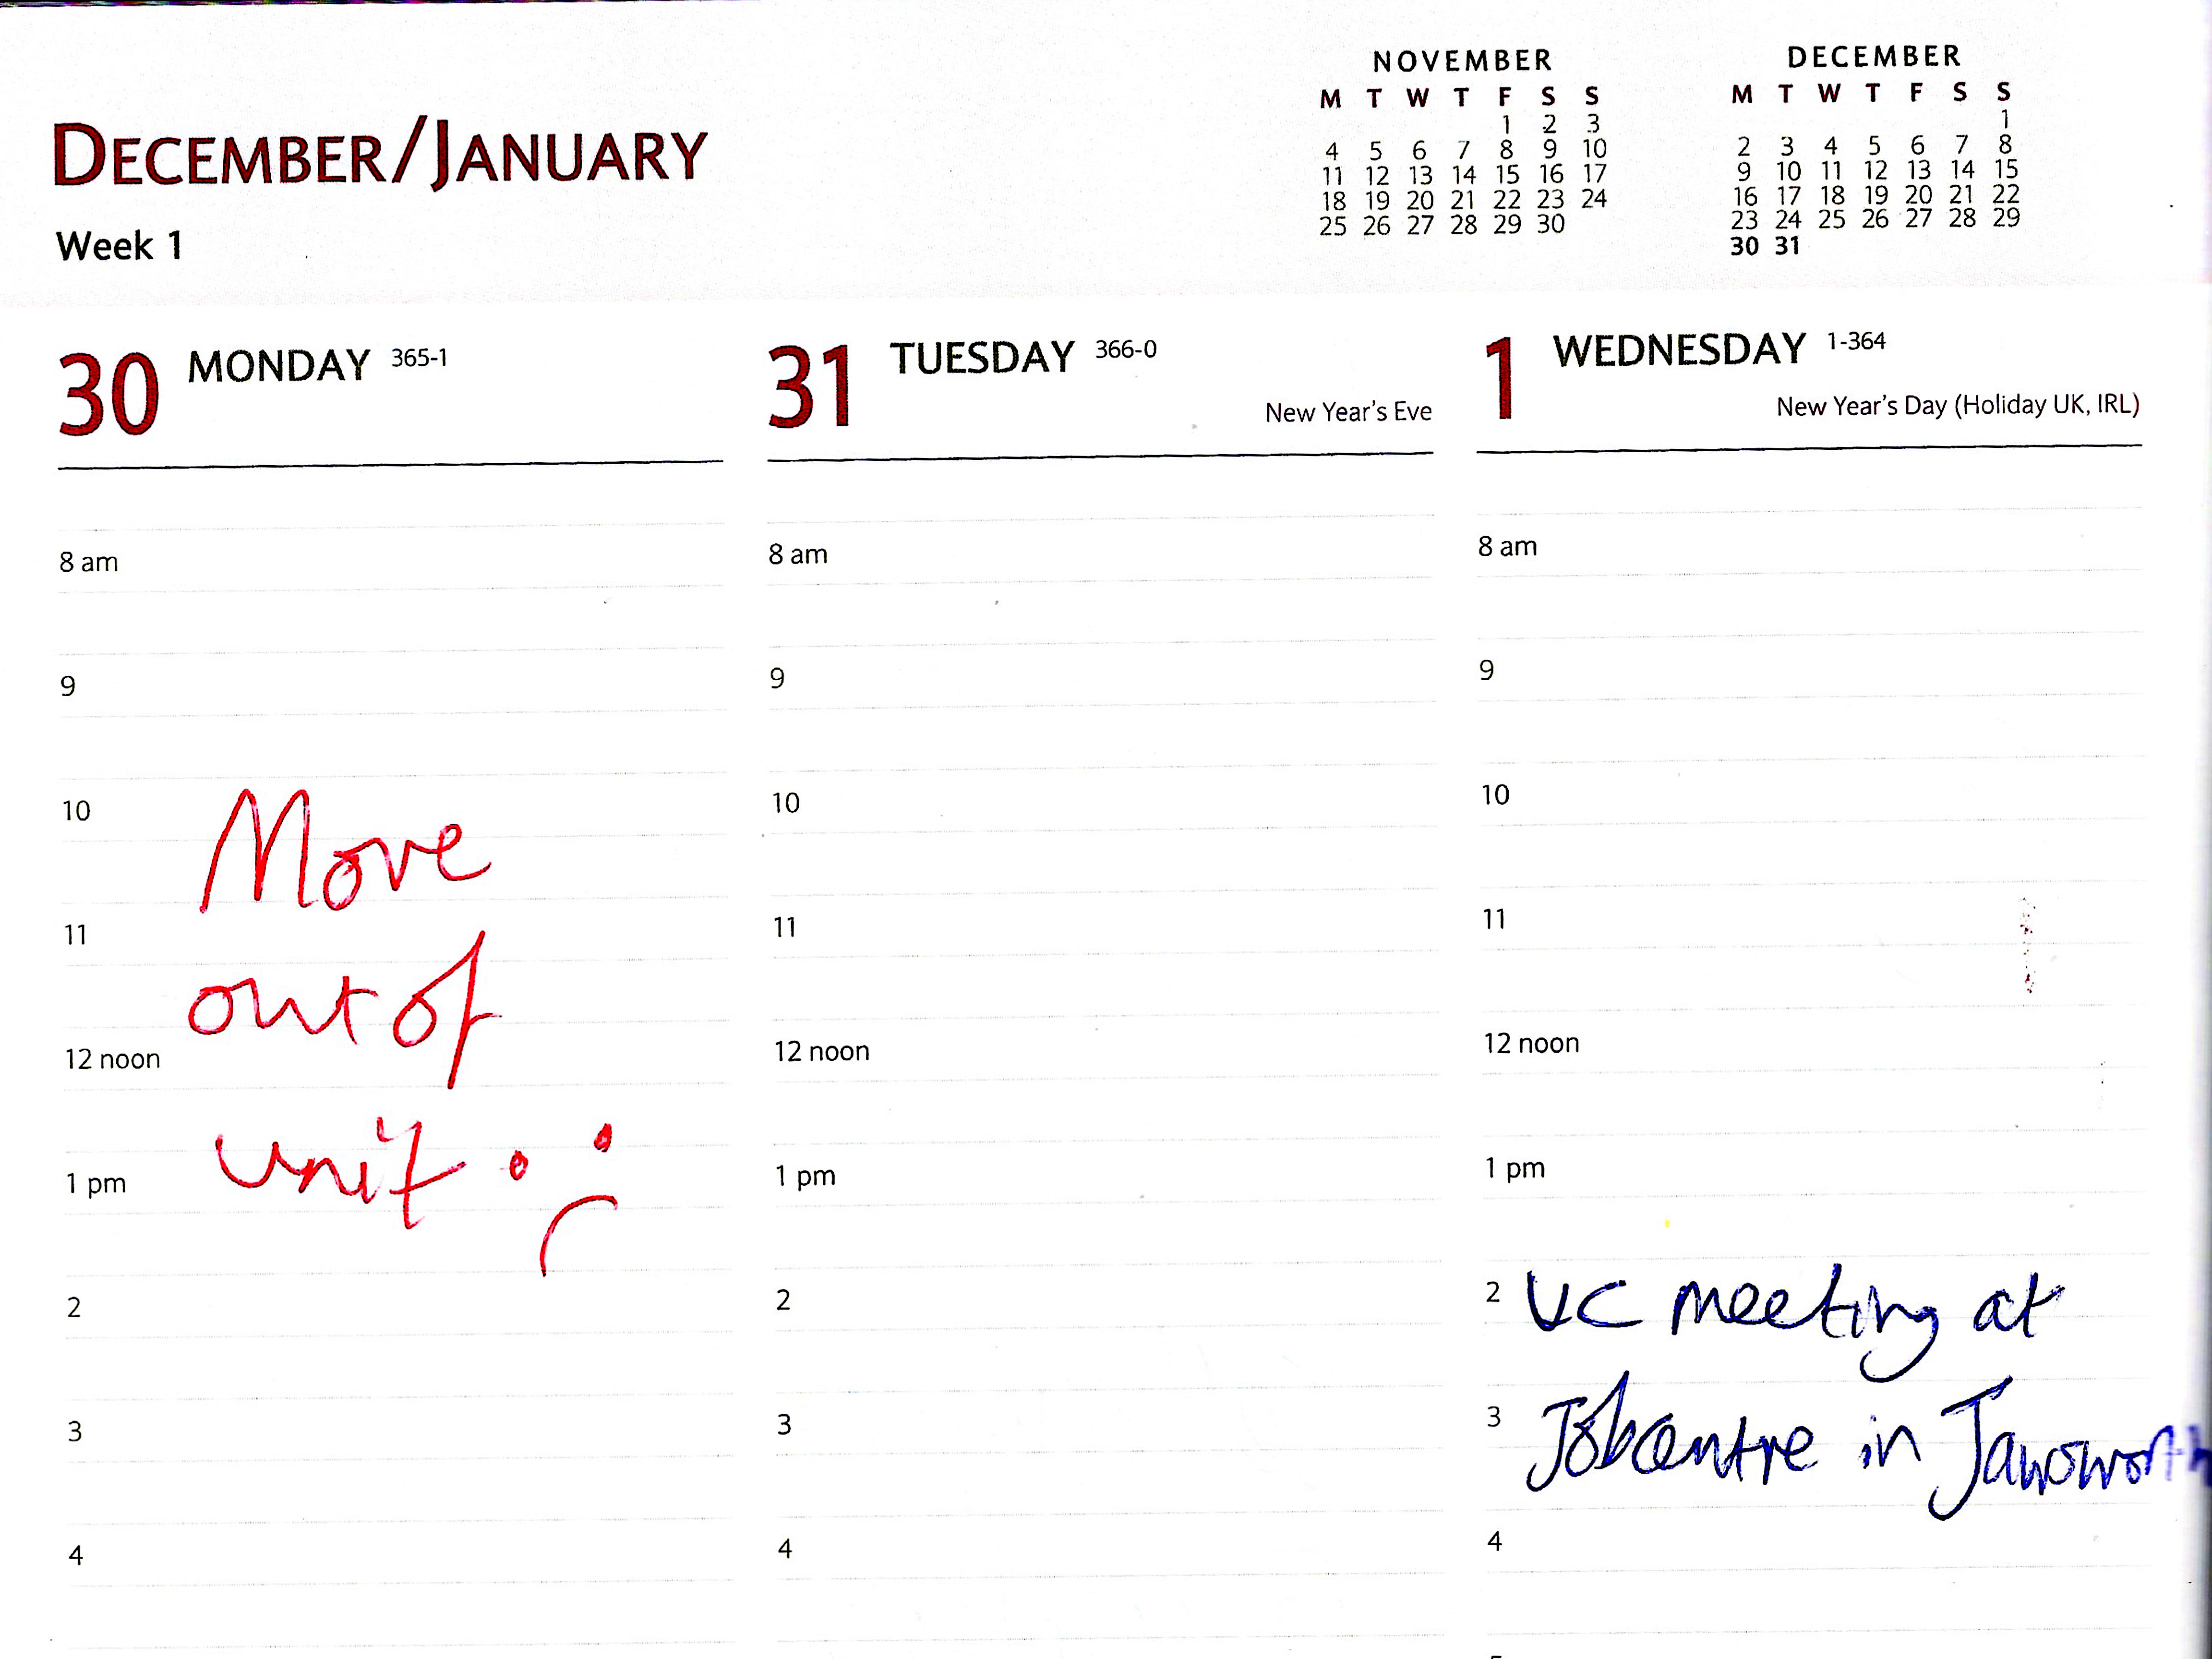 NOVEMBER DECEMBER
M T W T F S S M T W T F S S
1 2 3 1
4 5 6 7 8 9 10 2 3 4 5 6 7 8
11 12 13 14 15 16 17 9 10 11 12 13 14 15
18 19 20 21 22 23 24 16 17 18 19 20 21 22
25 26 27 28 29 30 23 24 25 26 27 28 29
30 31
DECEMBER/JANUARY
Week 1
30 MONDAY 365-1
8 am
9
10
Move
11
out of
12 noon
unit :(
1 pm
2
3
4
31 TUESDAY 366-0
New Year's Eve
8 am
9
10
11
12 noon
1 pm
2
3
4
1 WEDNESDAY 1-364
New Year's Day (Holiday UK, IRL)
8 am
9
10
11
12 noon
1 pm
2 UC meeting at
3 Jobcentre in
4